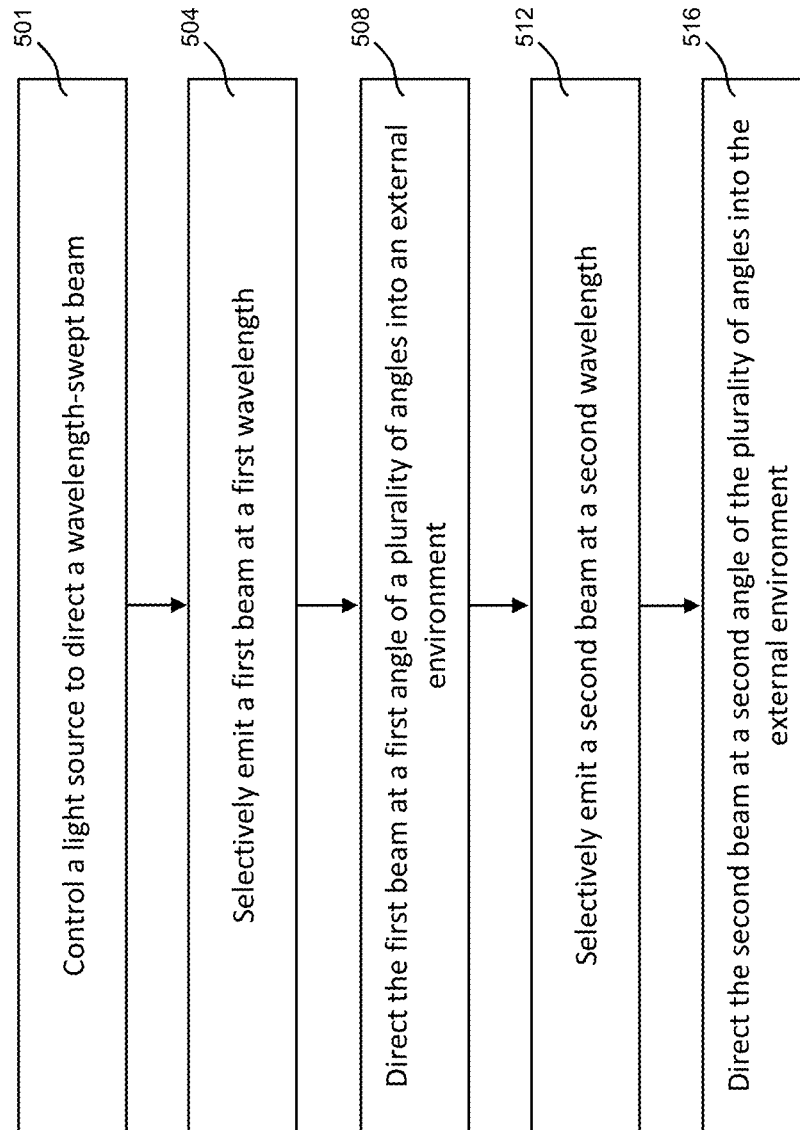 501
Control a light source to direct a wavelength-swept beam
504
Selectively emit a first beam at a first wavelength
508
Direct the first beam at a first angle of a plurality of angles into an external
environment
512
Selectively emit a second beam at a second wavelength
516
Direct the second beam at a second angle of the plurality of angles into the
external environment